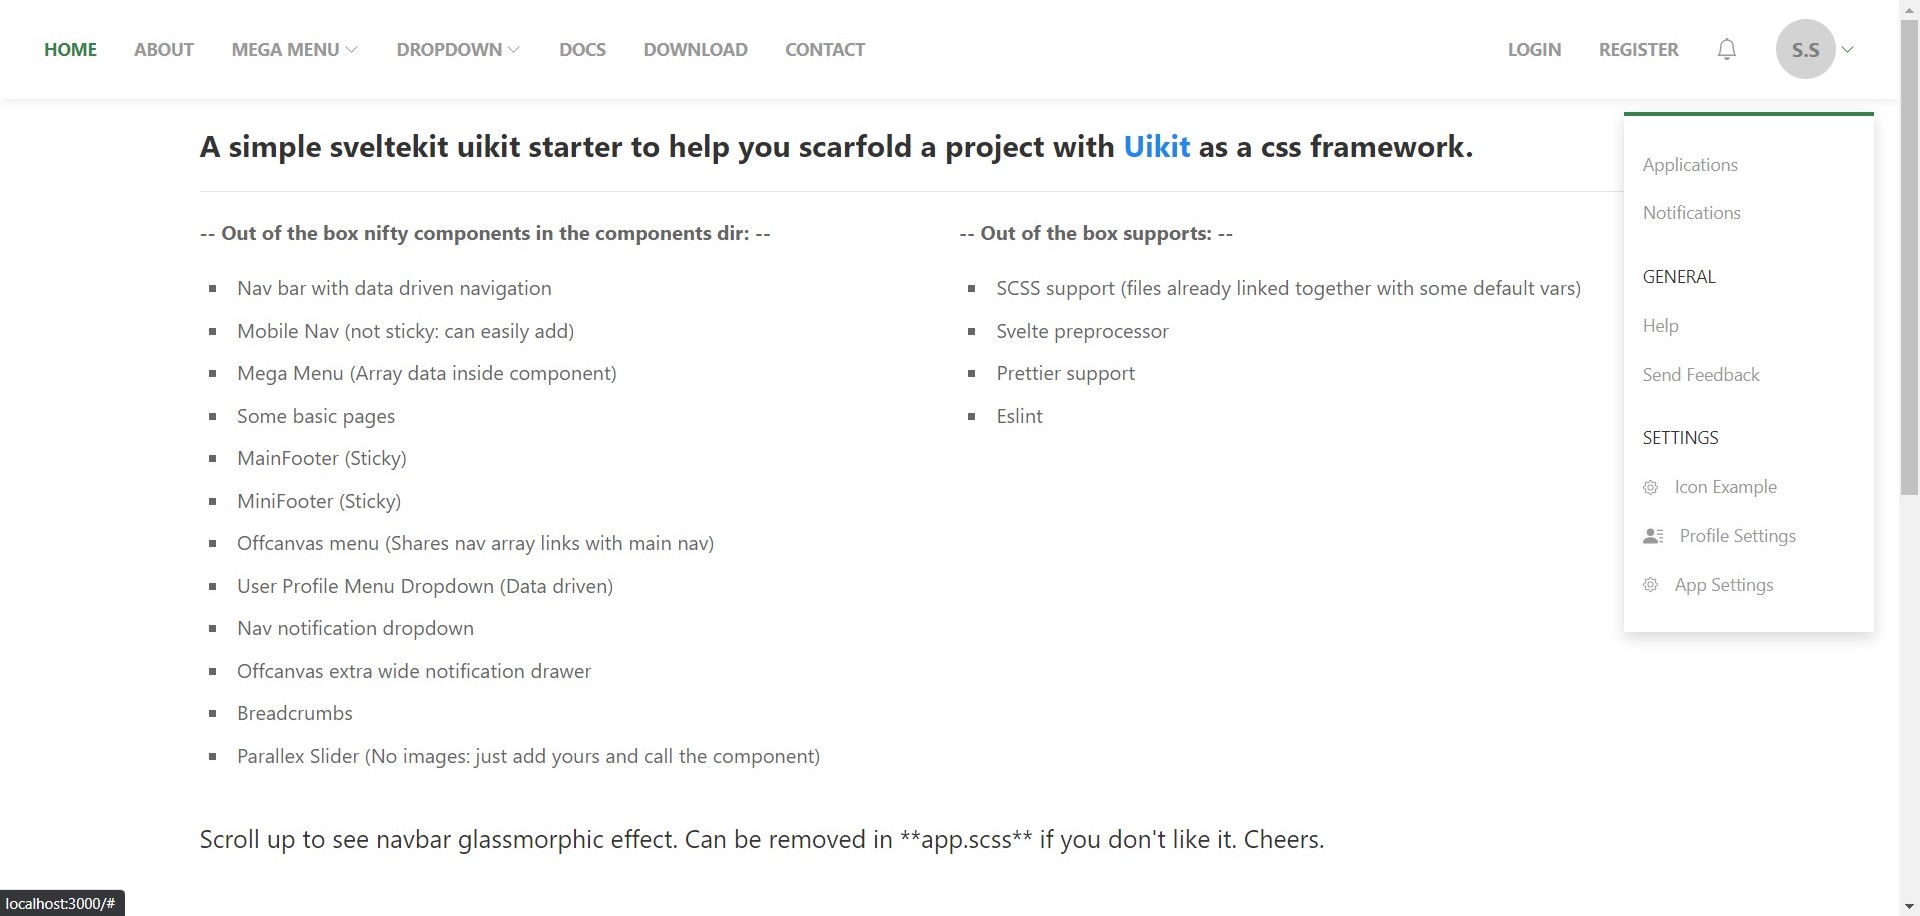 HOME ABOUT MEGA MENU DROPDOWN DOCS DOWNLOAD CONTACT LOGIN REGISTER S.S
A simple sveltekit uikit starter to help you scarfold a project with Uikit as a css framework.
-- Out of the box nifty components in the components dir: --
Nav bar with data driven navigation
Mobile Nav (not sticky: can easily add)
Mega Menu (Array data inside component)
Some basic pages
MainFooter (Sticky)
MiniFooter (Sticky)
Offcanvas menu (Shares nav array links with main nav)
User Profile Menu Dropdown (Data driven)
Nav notification dropdown
Offcanvas extra wide notification drawer
Breadcrumbs
Parallex Slider (No images: just add yours and call the component)
-- Out of the box supports: --
SCSS support (files already linked together with some default vars)
Svelte preprocessor
Prettier support
Eslint
Applications
Notifications
GENERAL
Help
Send Feedback
SETTINGS
Icon Example
Profile Settings
App Settings
Scroll up to see navbar glassmorphic effect. Can be removed in **app.scss** if you don't like it. Cheers.
localhost:3000/#